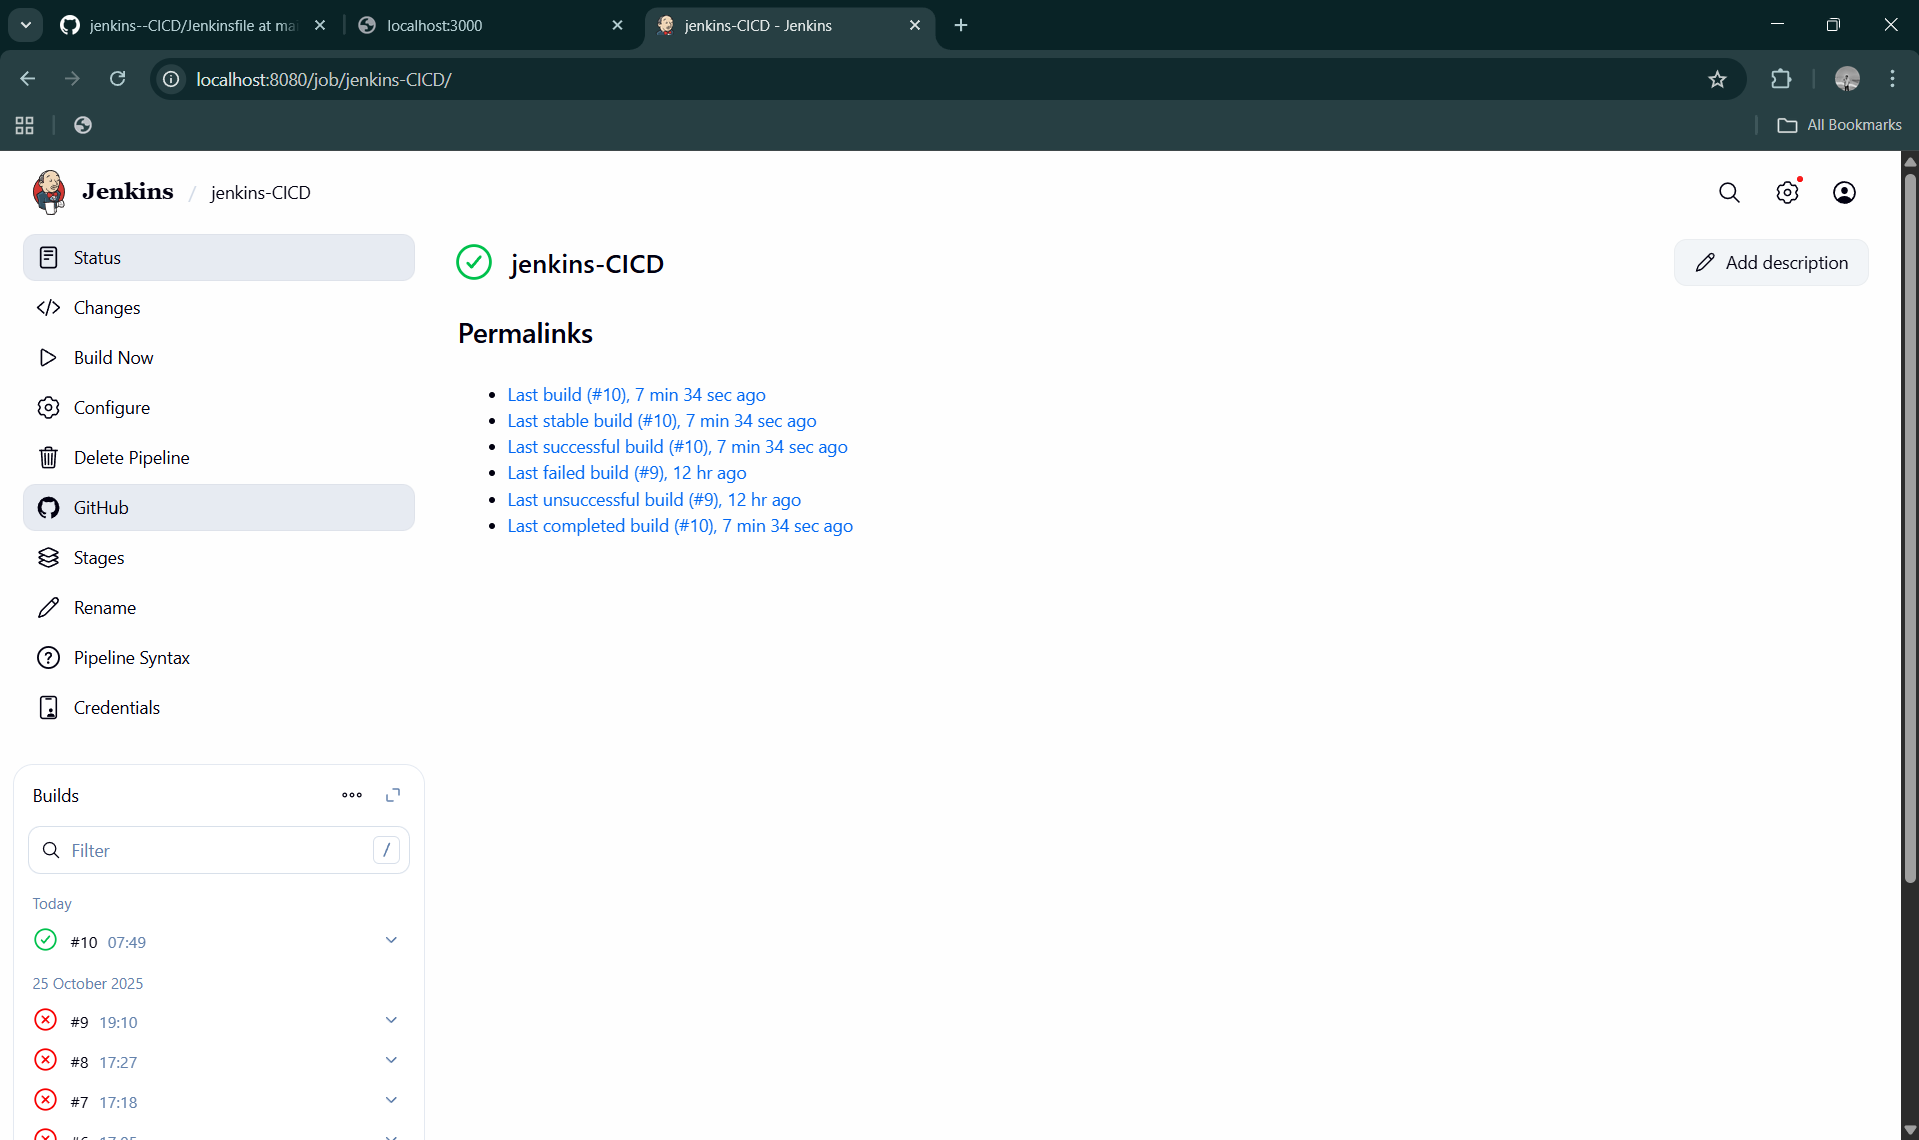 jenkins--CICD/Jenkinsfile at mai
localhost:3000
jenkins-CICD - Jenkins
localhost:8080/job/jenkins-CICD/
All Bookmarks
Jenkins / jenkins-CICD
Status
Changes
Build Now
Configure
Delete Pipeline
GitHub
Stages
Rename
Pipeline Syntax
Credentials
jenkins-CICD
Add description
Permalinks
• Last build (#10), 7 min 34 sec ago
• Last stable build (#10), 7 min 34 sec ago
• Last successful build (#10), 7 min 34 sec ago
• Last failed build (#9), 12 hr ago
• Last unsuccessful build (#9), 12 hr ago
• Last completed build (#10), 7 min 34 sec ago
Builds
Filter /
Today
#10 07:49
25 October 2025
#9 19:10
#8 17:27
#7 17:18